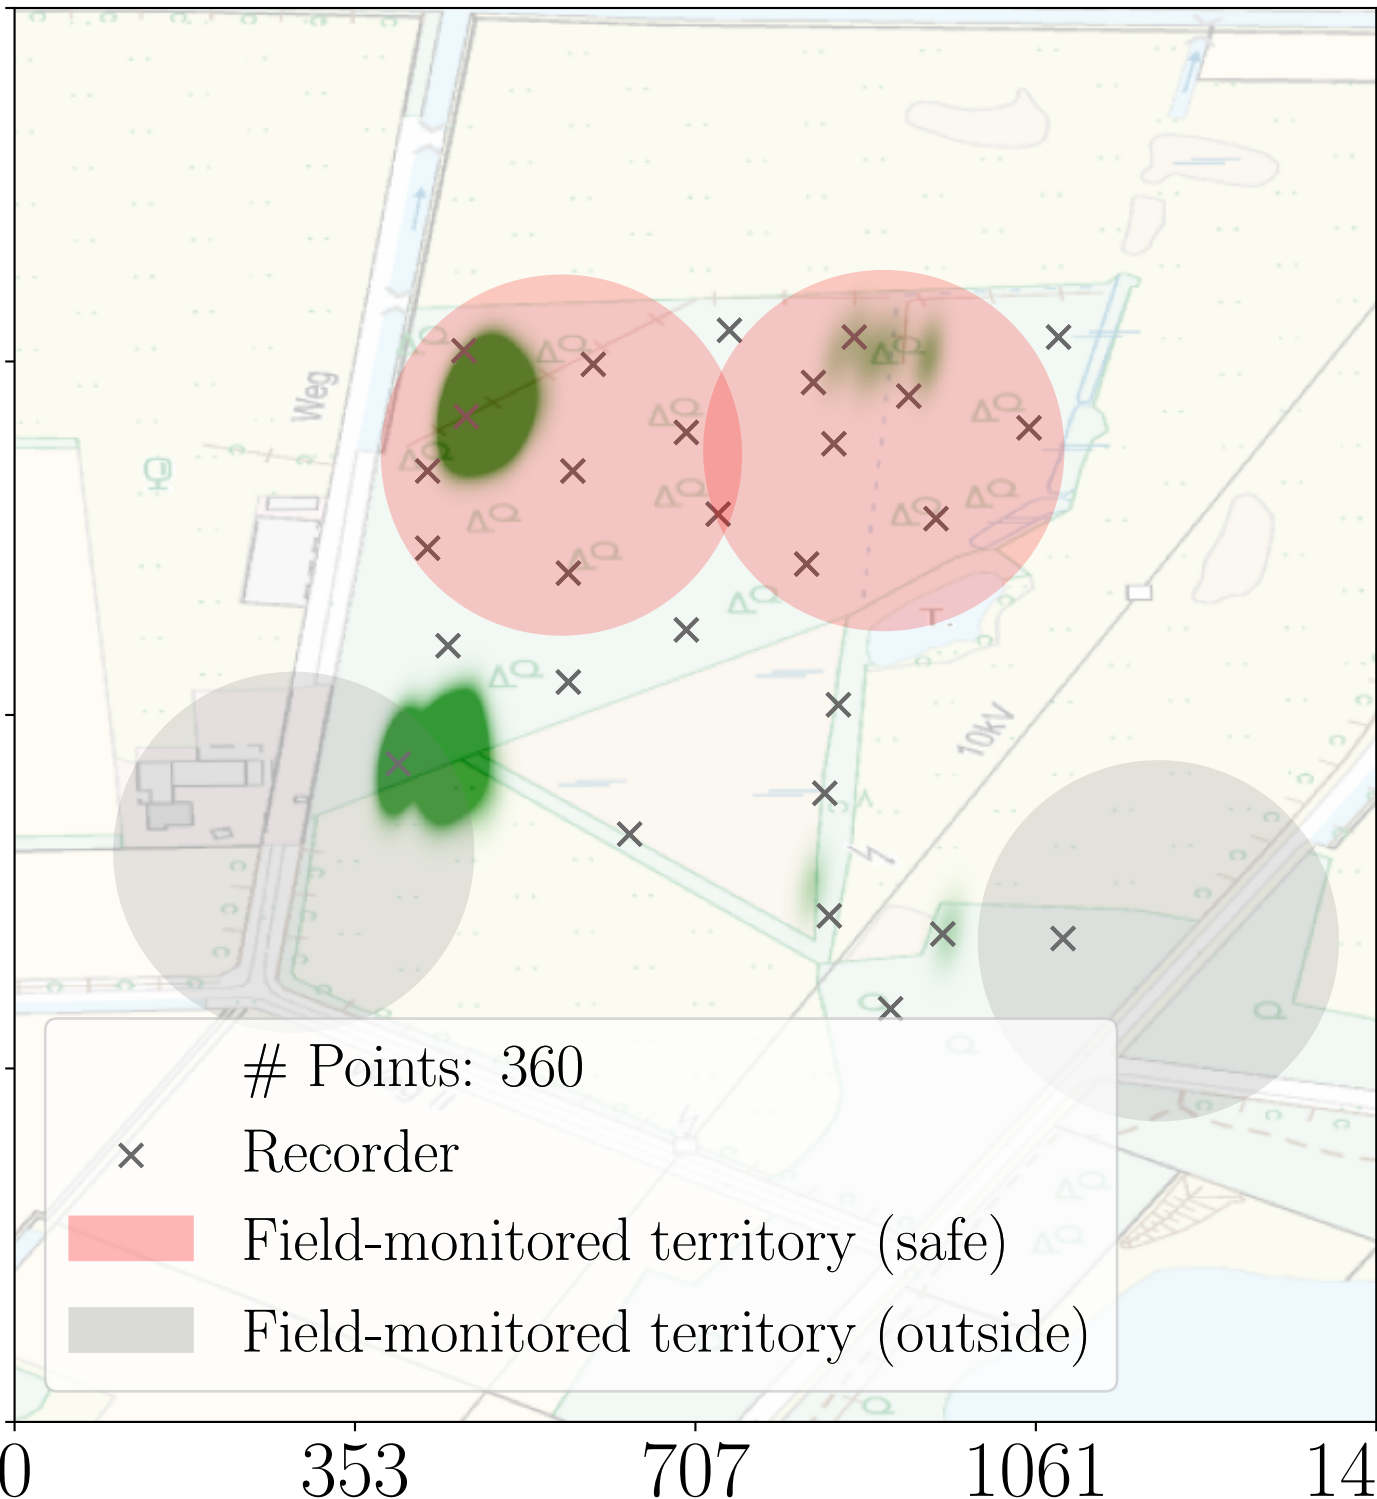 Weg
T.
10kV
# Points: 360
Recorder
Field-monitored territory (safe)
Field-monitored territory (outside)
0 353 707 1061 14